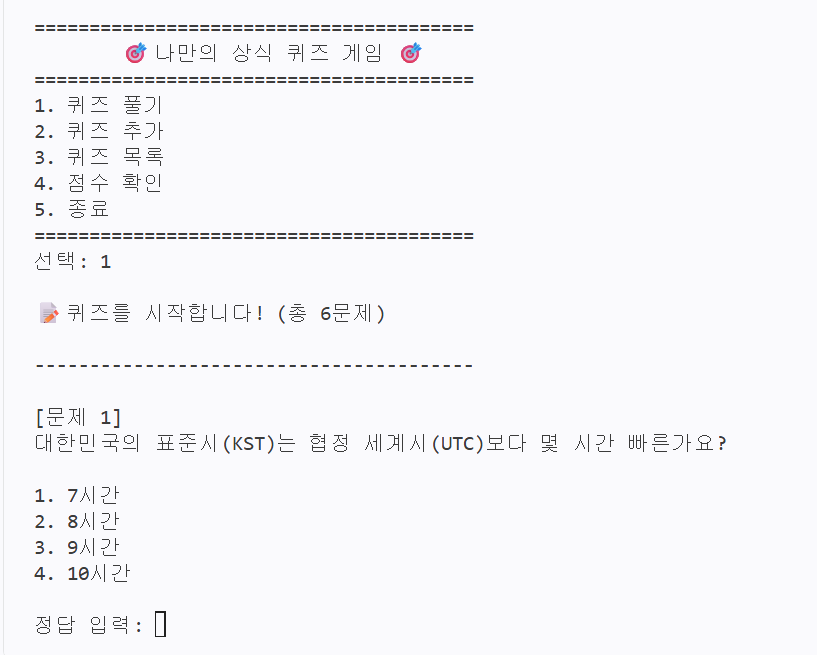 ========================================
🎯 나만의 상식 퀴즈 게임 🎯
========================================
1. 퀴즈 풀기
2. 퀴즈 추가
3. 퀴즈 목록
4. 점수 확인
5. 종료
========================================
선택: 1
📝 퀴즈를 시작합니다! (총 6문제)
----------------------------------------
[문제 1]
대한민국의 표준시(KST)는 협정 세계시(UTC)보다 몇 시간 빠른가요?
1. 7시간
2. 8시간
3. 9시간
4. 10시간
정답 입력: